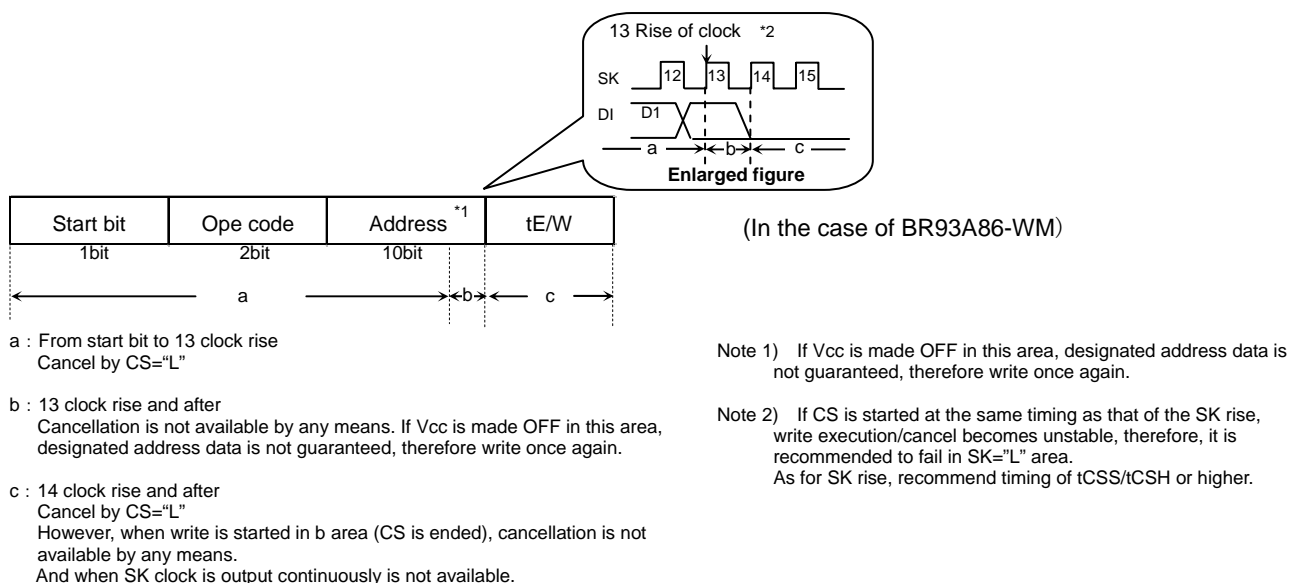 13 Rise of clock *2
SK 12 13 14 15
DI D1
a b c
Enlarged figure
Start bit Ope code Address *1 tE/W
1bit 2bit 10bit
(In the case of BR93A86-WM)
a b c
a : From start bit to 13 clock rise
Cancel by CS=“L”
b : 13 clock rise and after
Cancellation is not available by any means. If Vcc is made OFF in this area,
designated address data is not guaranteed, therefore write once again.
c : 14 clock rise and after
Cancel by CS=“L”
However, when write is started in b area (CS is ended), cancellation is not
available by any means.
And when SK clock is output continuously is not available.
Note 1) If Vcc is made OFF in this area, designated address data is
not guaranteed, therefore write once again.
Note 2) If CS is started at the same timing as that of the SK rise,
write execution/cancel becomes unstable, therefore, it is
recommended to fail in SK=”L” area.
As for SK rise, recommend timing of tCSS/tCSH or higher.